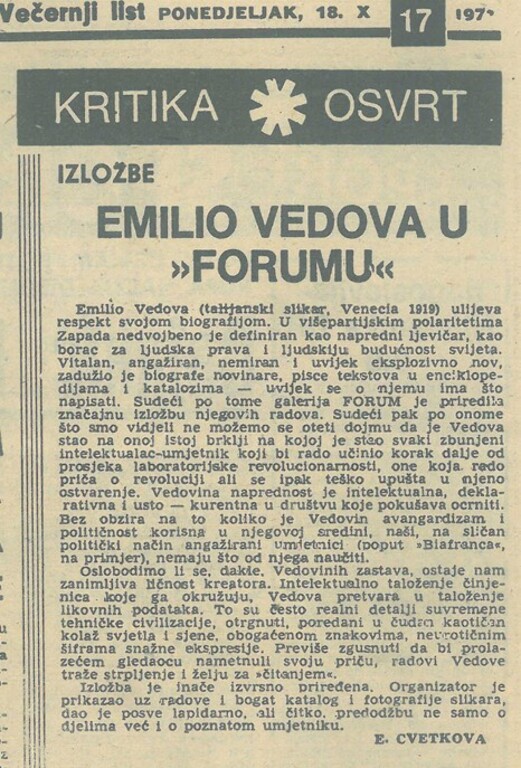 Večernji list PONEDJELJAK, 18. X 17 197
KRITIKA OSVRT
IZLOŽBE
EMILIO VEDOVA U
»FORUMU«
Emilio Vedova (talijanski slikar, Venecia 1919) ulijeva
respekt svojom biografijom. U višepartijskim polaritetima
Zapada nedvojbeno je definiran kao napredni ljevičar, kao
borac za ljudska prava i ljudskiju budućnost svijeta.
Vitalan, angažiran, nemiran i uvijek eksplozivno nov,
zadužio je biografe novinare, pisce tekstova u enciklope-
dijama i katalozima — uvijek se o njemu ima što
napisati. Sudeći po tome galerija FORUM je priredila
značajnu izložbu njegovih radova. Sudeći pak po onome
što smo vidjeli ne možemo se oteti dojmu da je Vedova
stao na onoj istoj brklji na kojoj je stao svaki zbunjeni
intelektualac-umjetnik koji bi rado učinio korak dalje od
prosjeka laboratorijske revolucionarnosti, one koja rado
priča o revoluciji ali se ipak teško upušta u njeno
ostvarenje. Vedovina naprednost je intelektualna, dekla-
rativna i usto — kurentna u društvu koje pokušava ocrniti.
Bez obzira na to koliko je Vedovin avangardizam i
političnost korisna u njegovoj sredini, naši, na sličan
politički način angažirani umjetnici (poput »Biafranca«,
na primjer), nemaju što od njega naučiti.
Oslobodimo li se, dakle, Vedovinih zastava, ostaje nam
zanimljiva ličnost kreatora. Intelektualno taloženje činje-
nica koje ga okružuju, Vedova pretvara u taloženje
likovnih podataka. To su često realni detalji suvremene
tehničke civilizacije, otrgnuti, poredani u čudan kaotičan
kolaž svjetla i sjene, obogaćenom znakovima, neurotičnim
šiframa snažne ekspresije. Previše zgusnuti da bi prola-
zećem gledaocu nametnuli svoju priču, radovi Vedove
traže strpljenje i želju za »čitanjem«.
Izložba je inače izvrsno priređena. Organizator je
prikazao uz radove i bogat katalog i fotografije slikara,
dao je posve lapidarno, ali čitko, predodžbu ne samo o
djelima već i o poznatom umjetniku.
E. CVETKOVA